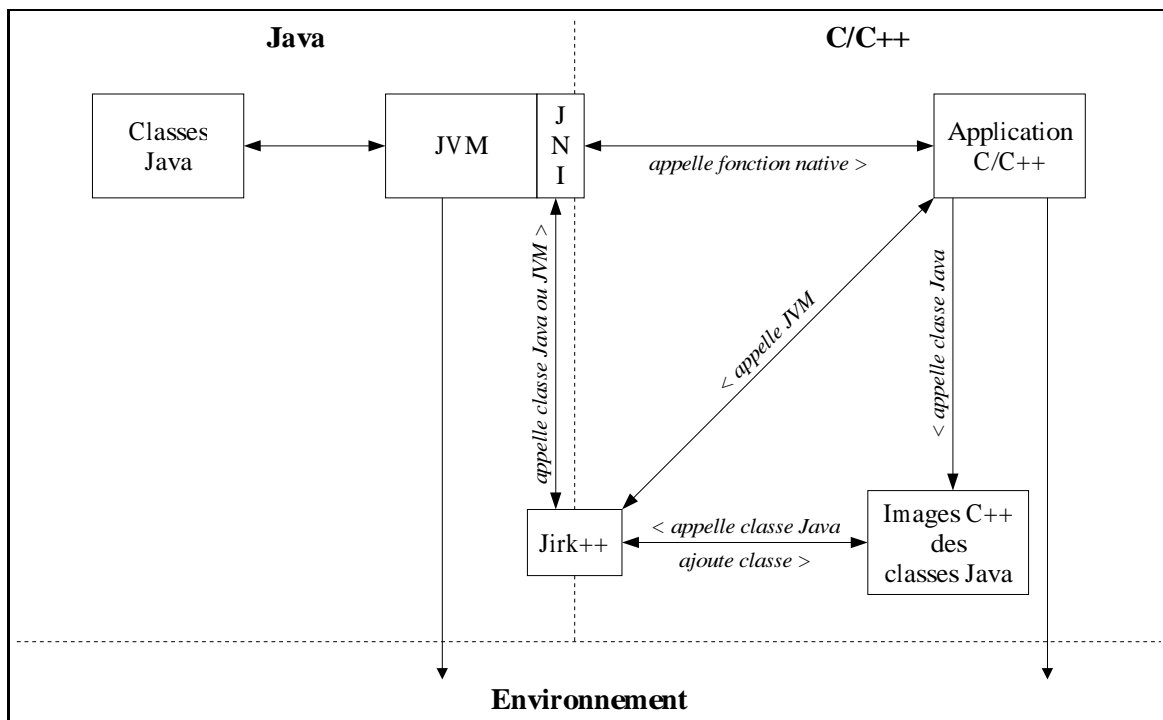 Java
C/C++
Classes
Java
JVM
J
N
I
Application
C/C++
appelle fonction native >
appelle classe Java ou JVM >
< appelle JVM
< appelle classe Java
Jirk++
< appelle classe Java
ajoute classe >
Images C++
des
classes Java
Environnement